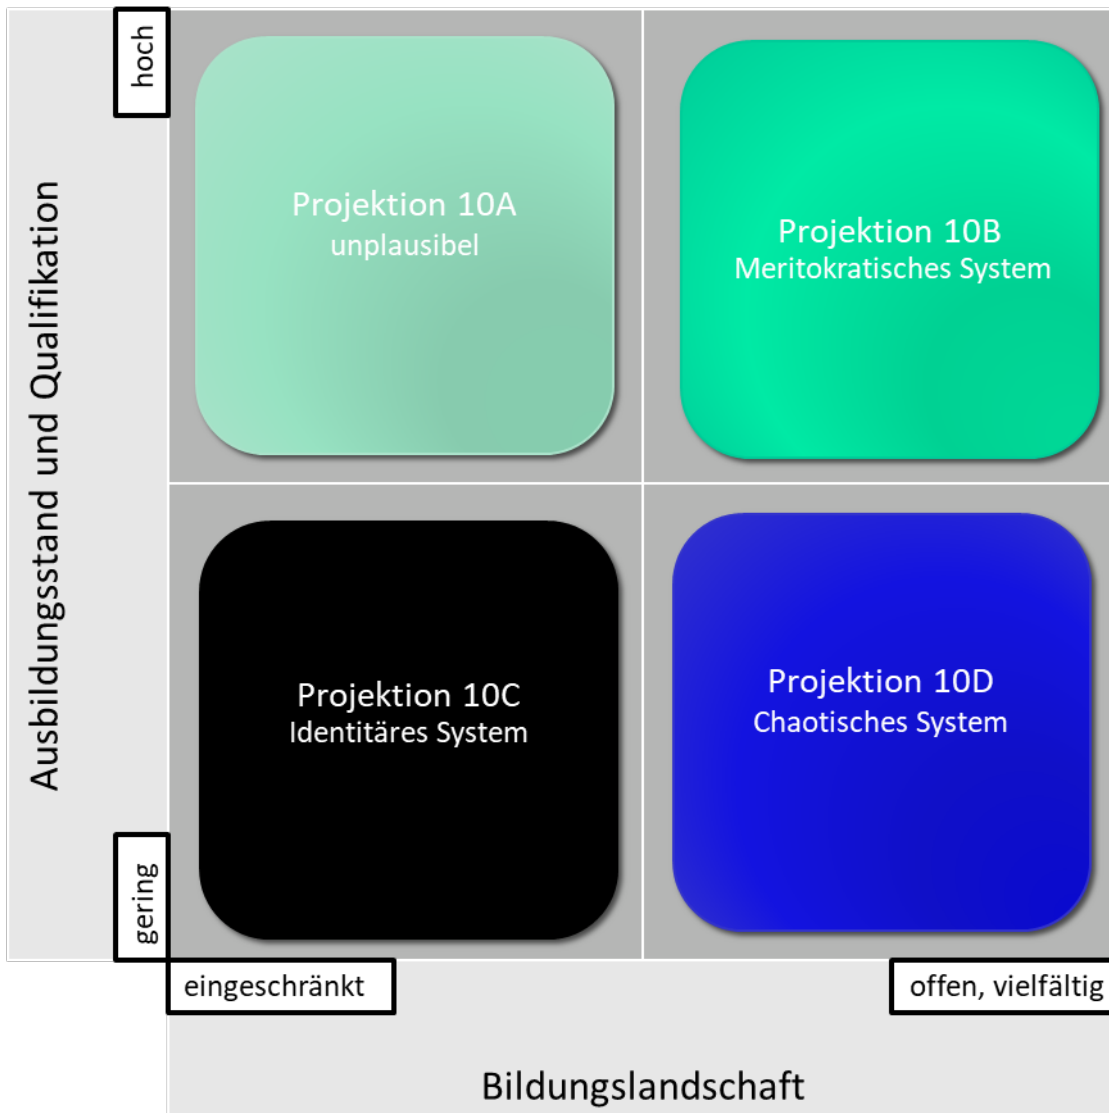 hoch
Ausbildungsstand und Qualifikation
gering
Projektion 10A
unplausibel
Projektion 10B
Meritokratisches System
Projektion 10C
Identitäres System
Projektion 10D
Chaotisches System
eingeschränkt
offen, vielfältig
Bildungslandschaft